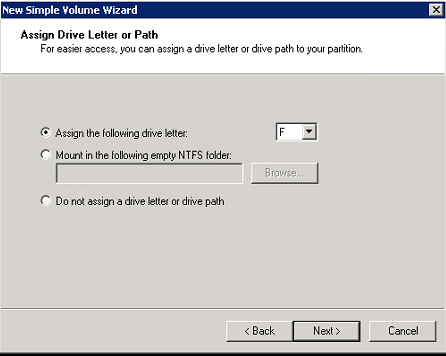 New Simple Volume Wizard
Assign Drive Letter or Path
For easier access, you can assign a drive letter or drive path to your partition.
Assign the following drive letter: F
Mount in the following empty NTFS folder:
Browse...
Do not assign a drive letter or drive path
< Back Next > Cancel